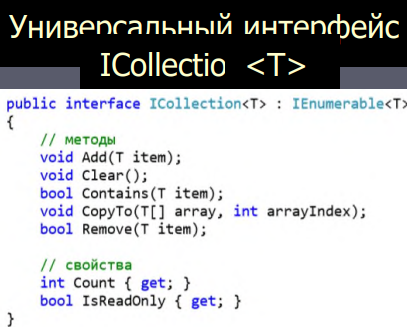 Универсальный интерфейс
ICollectio <T>
public interface ICollection<T> : IEnumerable<T>
{
    // методы
    void Add(T item);
    void Clear();
    bool Contains(T item);
    void CopyTo(T[] array, int arrayIndex);
    bool Remove(T item);
    // свойства
    int Count { get; }
    bool IsReadOnly { get; }
}